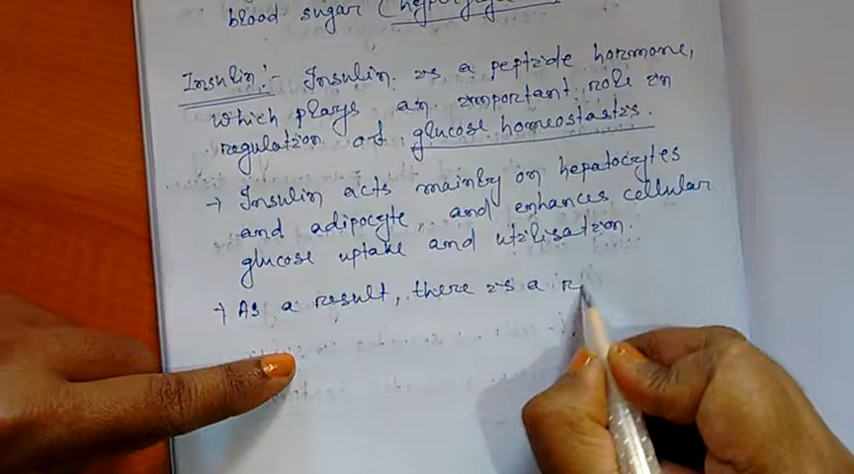 blood sugar (
Insulin :- Insulin is a peptide hormone,
which plays an important role in
regulation of glucose homeostasis.
→ Insulin acts mainly on hepatocytes
and adipocyte, and enhances cellular
glucose uptake and utilisation.
→ As a result, there is a r